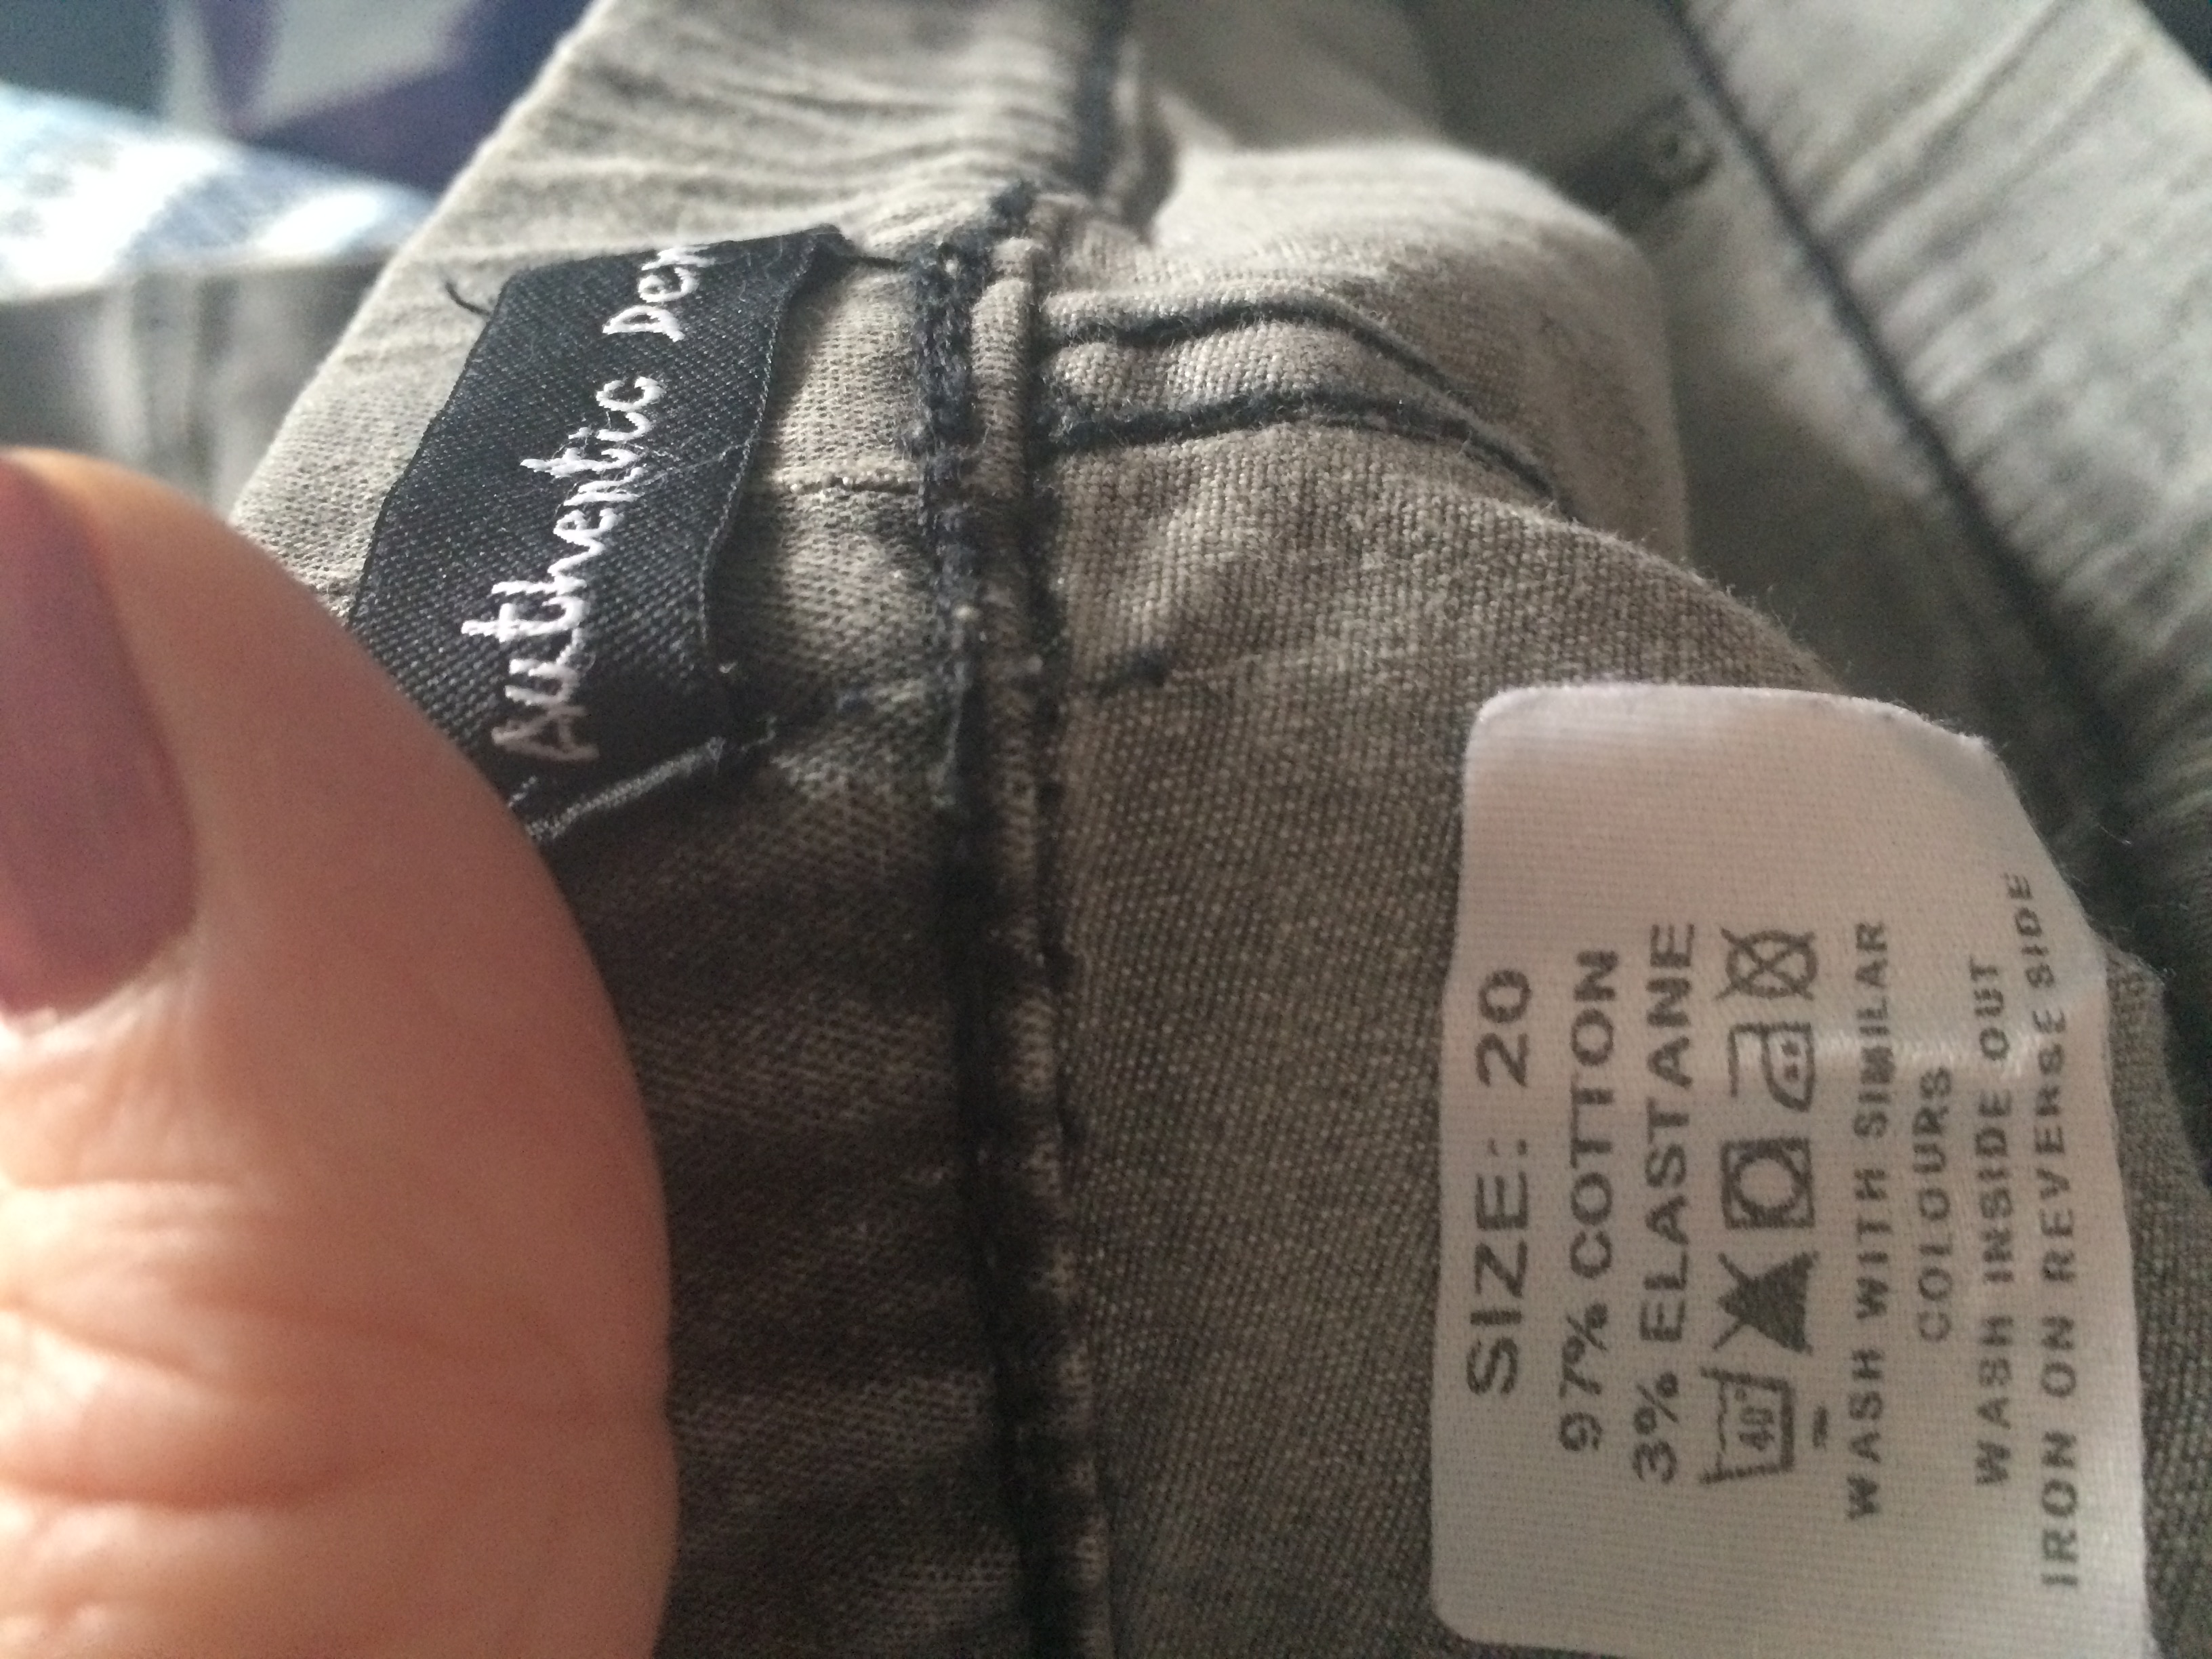 Authentic Den
SIZE: 20
97% COTTON
3% ELASTANE
40°
WASH WITH SIMILAR
COLOURS
WASH INSIDE OUT
IRON ON REVERSE SIDE